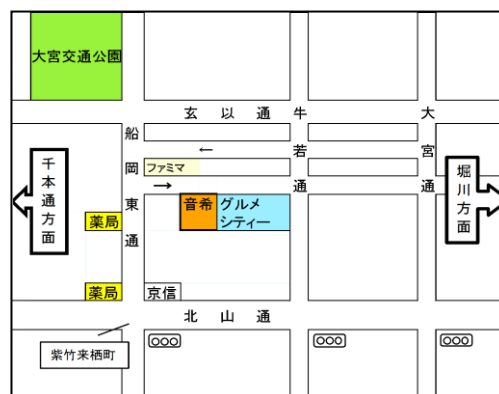 大宮交通公園
玄以通
牛若通
大宮通
船岡東通
←
ファミマ
→
千本通方面
堀川方面
音希
グルメ
シティー
薬局
薬局
京信
北山通
紫竹来栖町